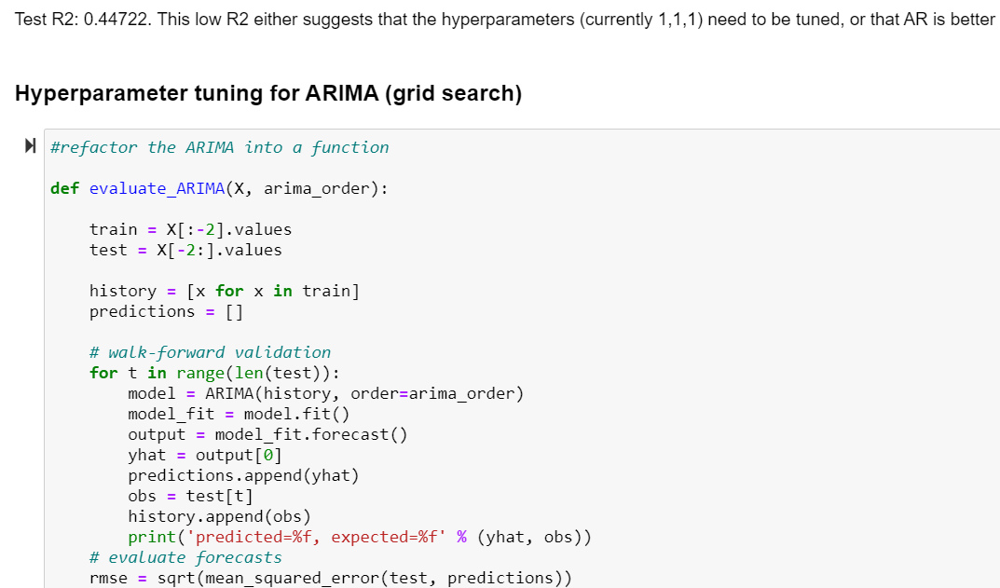 Test R2: 0.44722. This low R2 either suggests that the hyperparameters (currently 1,1,1) need to be tuned, or that AR is better
Hyperparameter tuning for ARIMA (grid search)
#refactor the ARIMA into a function
def evaluate_ARIMA(X, arima_order):
    train = X[:-2].values
    test = X[-2:].values
    history = [x for x in train]
    predictions = []
    # walk-forward validation
    for t in range(len(test)):
        model = ARIMA(history, order=arima_order)
        model_fit = model.fit()
        output = model_fit.forecast()
        yhat = output[0]
        predictions.append(yhat)
        obs = test[t]
        history.append(obs)
        print('predicted=%f, expected=%f' % (yhat, obs))
    # evaluate forecasts
    rmse = sqrt(mean_squared_error(test, predictions))